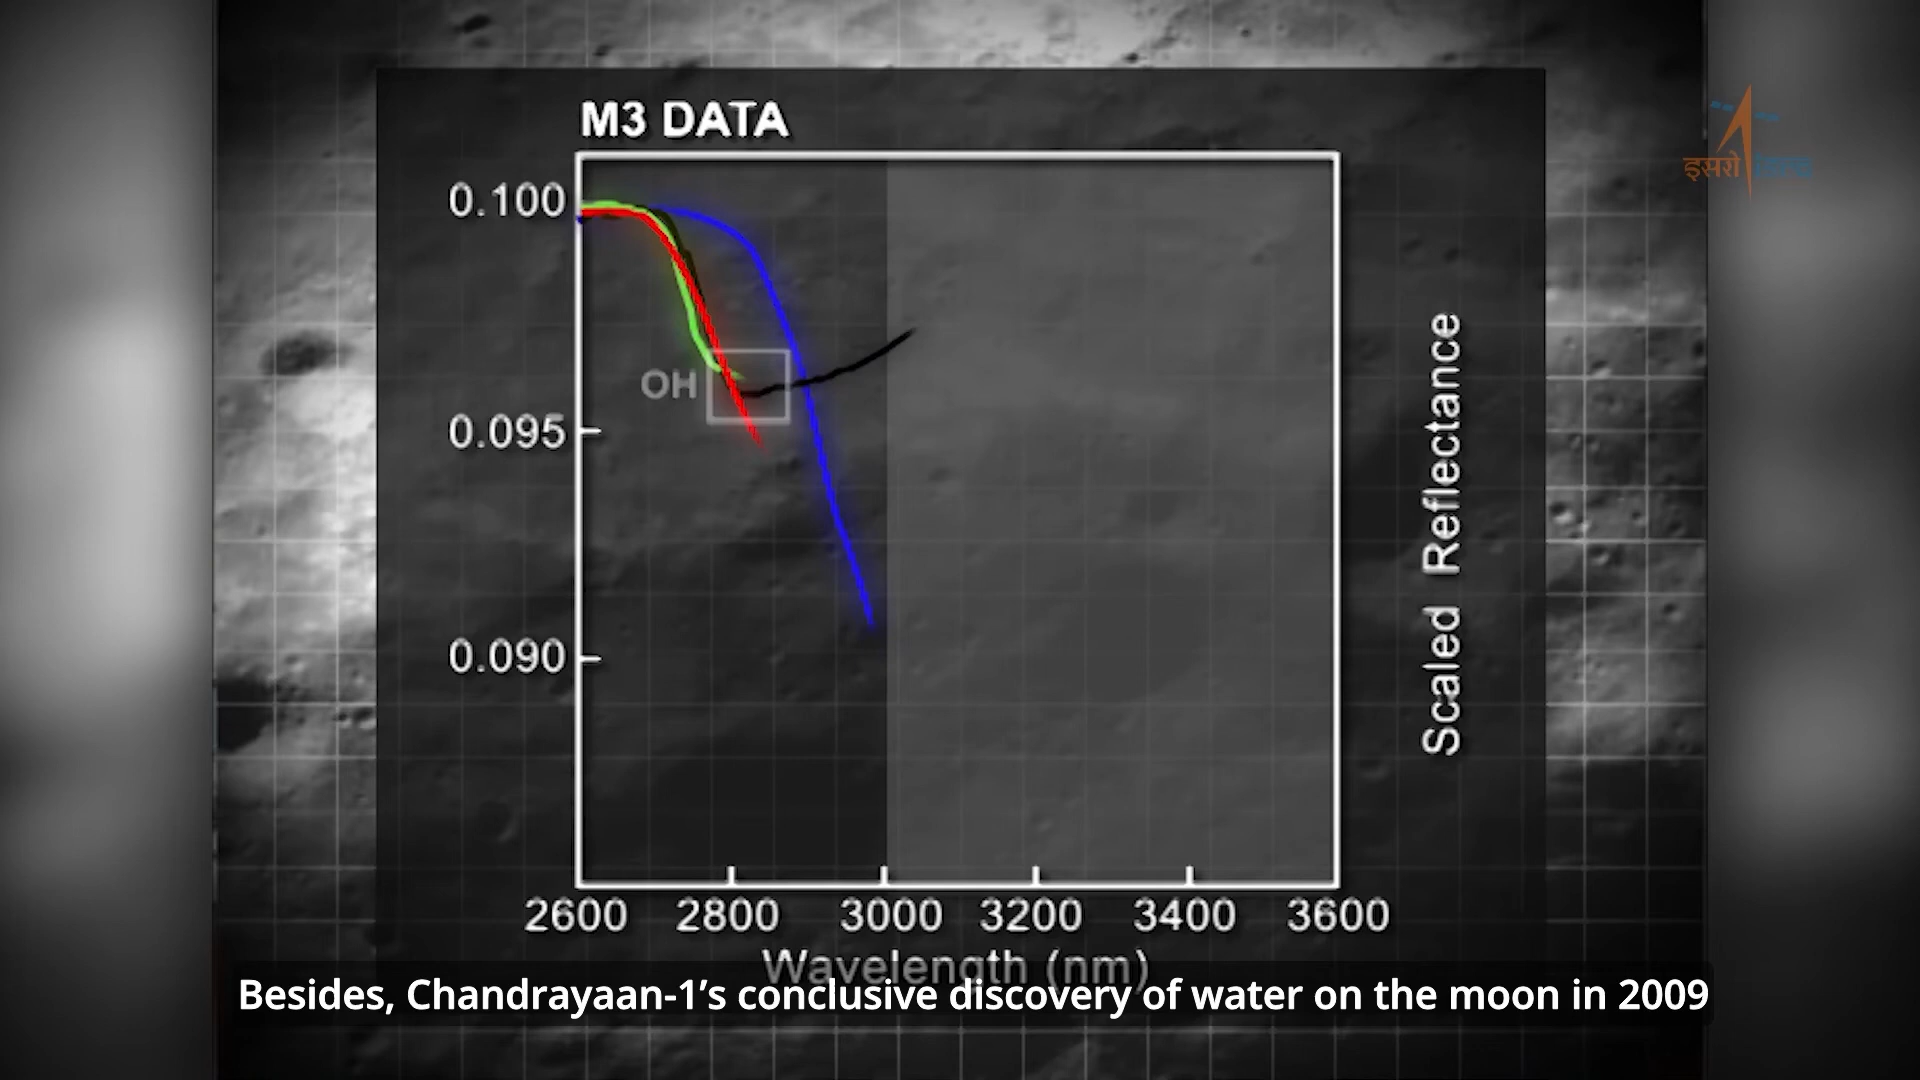 M3 DATA
इसरो isro
0.100
OH
0.095
0.090
Scaled Reflectance
2600 2800 3000 3200 3400 3600
Wavelength (nm)
Besides, Chandrayaan-1’s conclusive discovery of water on the moon in 2009